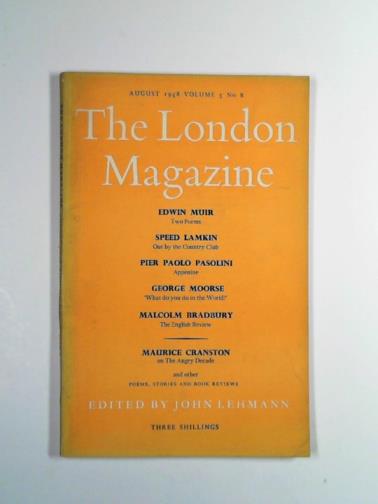 AUGUST 1958 VOLUME 5 No 8
The London
Magazine
EDWIN MUIR
Two Poems
SPEED LAMKIN
Out by the Country Club
PIER PAOLO PASOLINI
Appenine
GEORGE MOORSE
'What do you do in the World?'
MALCOLM BRADBURY
The English Review
MAURICE CRANSTON
on The Angry Decade
and other
POEMS, STORIES AND BOOK REVIEWS
EDITED BY JOHN LEHMANN
THREE SHILLINGS